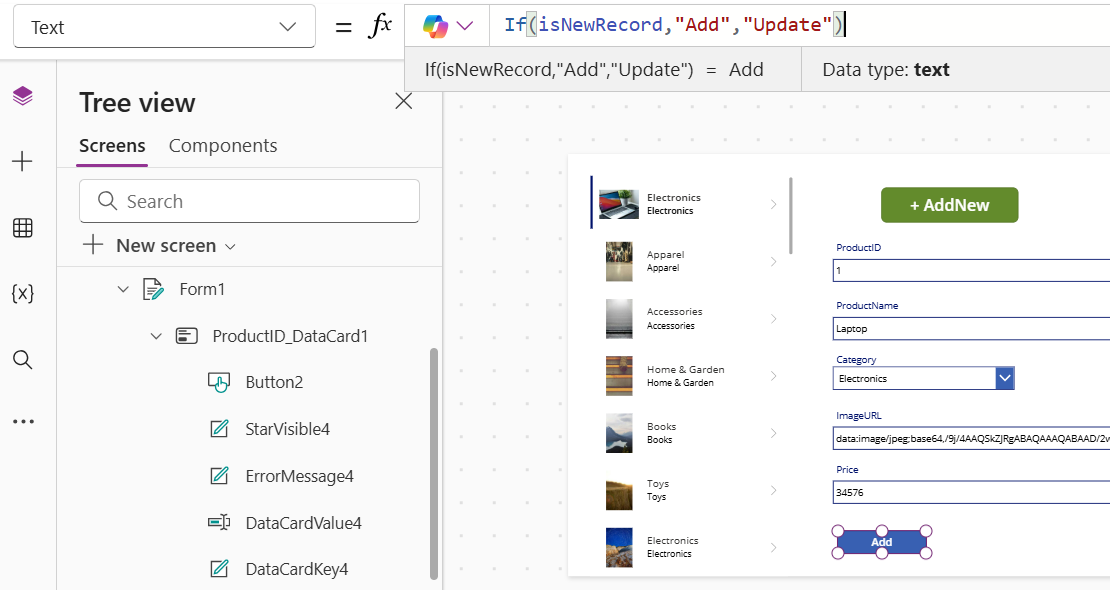 Text
= fx
If(isNewRecord,"Add","Update")
If(isNewRecord,"Add","Update") = Add
Data type: text
Tree view
Screens
Components
Search
New screen
Form1
ProductID_DataCard1
Button2
StarVisible4
ErrorMessage4
DataCardValue4
DataCardKey4
{x}
Electronics
Electronics
Apparel
Apparel
Accessories
Accessories
Home & Garden
Home & Garden
Books
Books
Toys
Toys
Electronics
Electronics
+ AddNew
ProductID
1
ProductName
Laptop
Category
Electronics
ImageURL
data:image/jpeg;base64,/9j/4AAQSkZJRgABAQAAAQABAAD/2w
Price
34576
Add